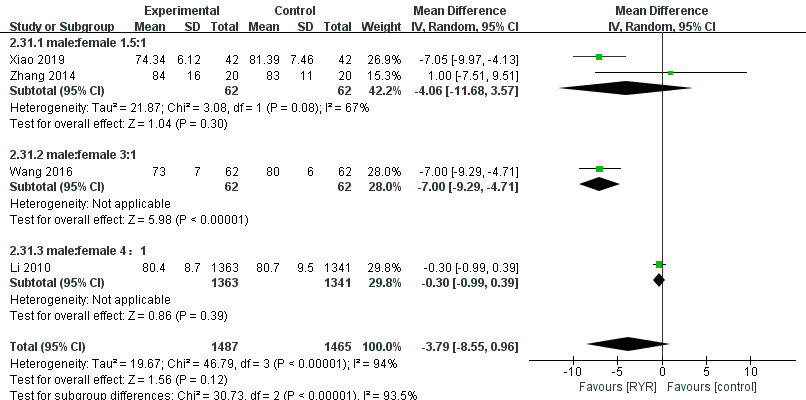 Experimental Control Mean Difference Mean Difference
Study or Subgroup Mean SD Total Mean SD Total Weight IV, Random, 95% CI IV, Random, 95% CI
2.31.1 male:female 1.5:1
Xiao 2019 74.34 6.12 42 81.39 7.46 42 26.9% -7.05 [-9.97, -4.13]
Zhang 2014 84 16 20 83 11 20 15.3% 1.00 [-7.51, 9.51]
Subtotal (95% CI) 62 62 42.2% -4.06 [-11.68, 3.57]
Heterogeneity: Tau² = 21.87; Chi² = 3.08, df = 1 (P = 0.08); I² = 67%
Test for overall effect: Z = 1.04 (P = 0.30)
2.31.2 male:female 3:1
Wang 2016 73 7 62 80 6 62 28.0% -7.00 [-9.29, -4.71]
Subtotal (95% CI) 62 62 28.0% -7.00 [-9.29, -4.71]
Heterogeneity: Not applicable
Test for overall effect: Z = 5.98 (P < 0.00001)
2.31.3 male:female 4：1
Li 2010 80.4 8.7 1363 80.7 9.5 1341 29.8% -0.30 [-0.99, 0.39]
Subtotal (95% CI) 1363 1341 29.8% -0.30 [-0.99, 0.39]
Heterogeneity: Not applicable
Test for overall effect: Z = 0.86 (P = 0.39)
Total (95% CI) 1487 1465 100.0% -3.79 [-8.55, 0.96]
Heterogeneity: Tau² = 19.67; Chi² = 46.79, df = 3 (P < 0.00001); I² = 94%
Test for overall effect: Z = 1.56 (P = 0.12)
Test for subgroup differences: Chi² = 30.73, df = 2 (P < 0.00001), I² = 93.5%
-10 -5 0 5 10
Favours [RYR] Favours [control]